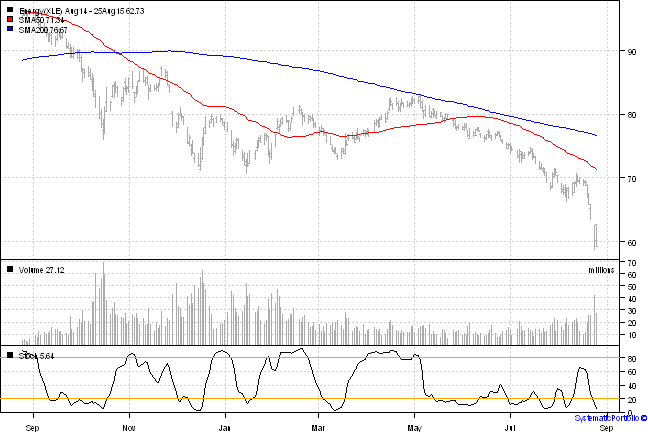 Energy(XLE) Aug14 - 25Aug15 62.73
SMA50 71.34
SMA200 76.67
90
80
70
60
Volume 27.12
millions
70
60
50
40
30
20
10
Stoch 5.64
80
60
40
20
0
Sep
Nov
Jan
Mar
May
Jul
Sep
SystematicPortfolio ©